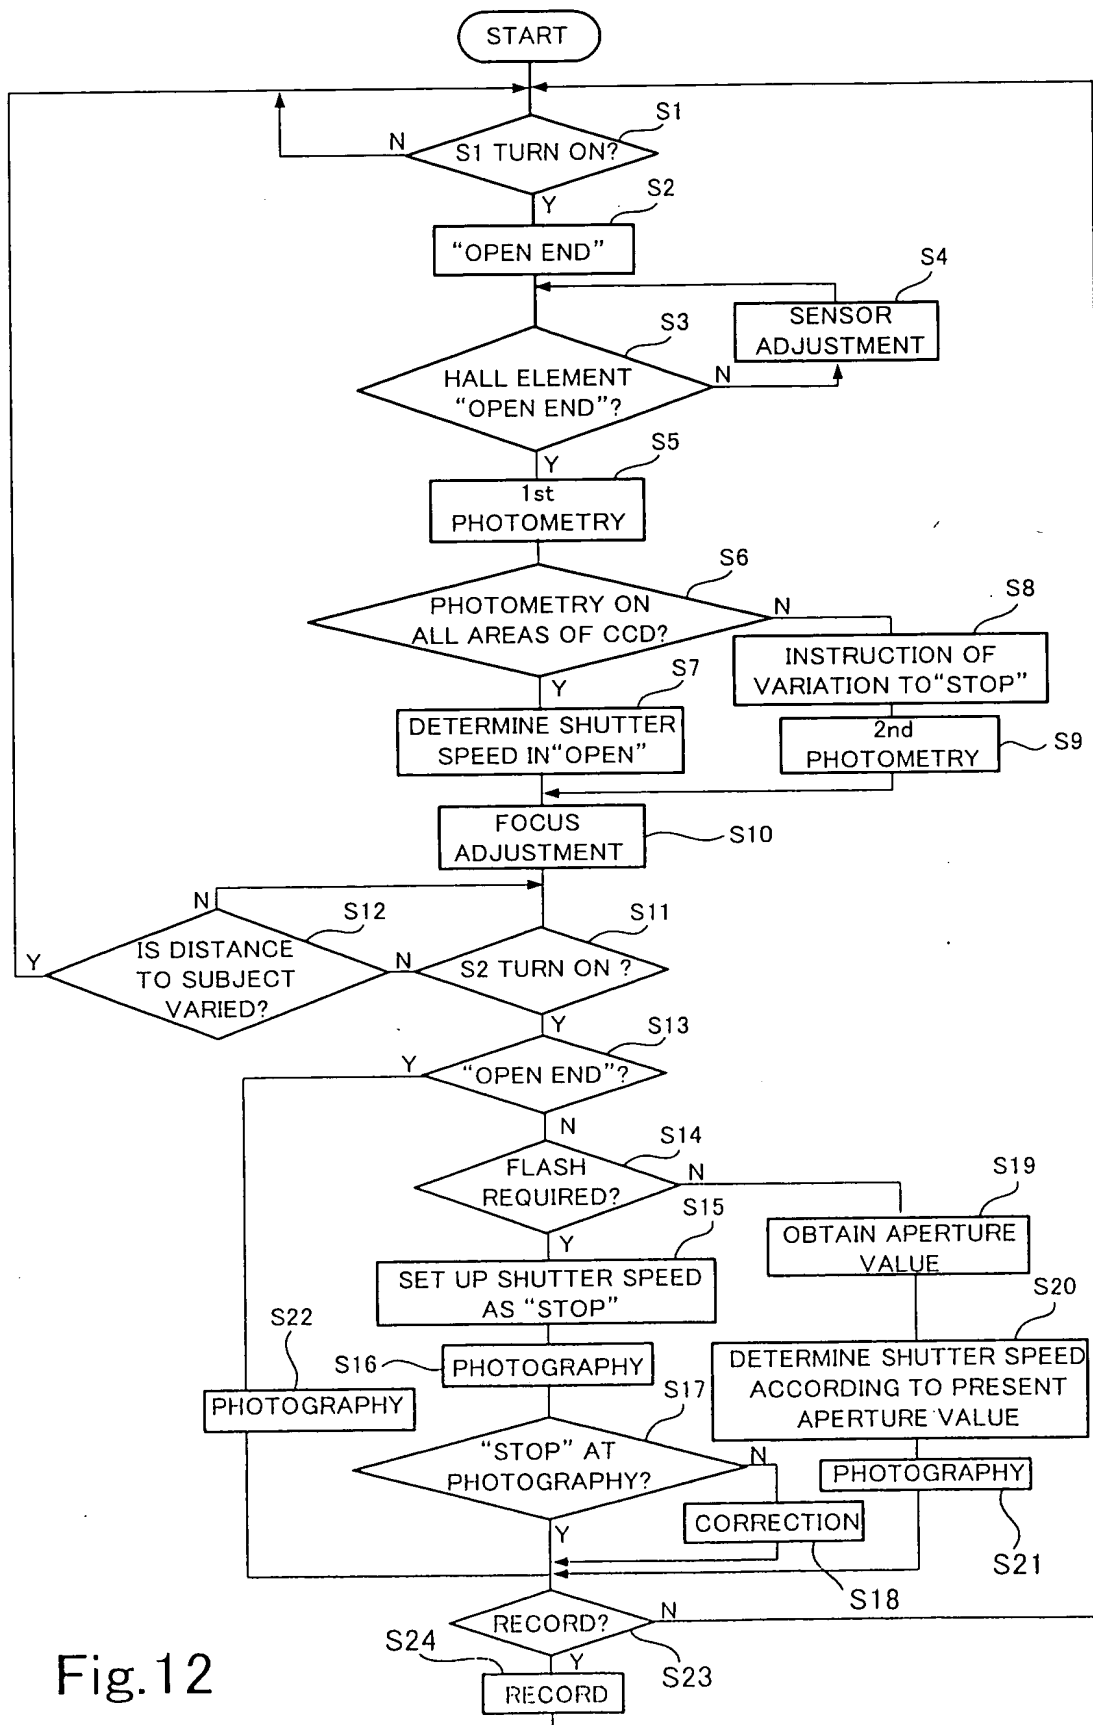 START
S1
N
S1 TURN ON?
Y
S2
“OPEN END”
S4
SENSOR
ADJUSTMENT
S3
HALL ELEMENT
“OPEN END”?
N
Y
S5
1st
PHOTOMETRY
S6
PHOTOMETRY ON
ALL AREAS OF CCD?
N
S8
INSTRUCTION OF
VARIATION TO“STOP”
Y
S7
DETERMINE SHUTTER
SPEED IN“OPEN”
2nd
PHOTOMETRY
S9
FOCUS
ADJUSTMENT
S10
N
S12
S11
Y
IS DISTANCE
TO SUBJECT
VARIED?
N
S2 TURN ON ?
Y
S13
Y
“OPEN END”?
N
S14
FLASH
REQUIRED?
N
S19
OBTAIN APERTURE
VALUE
Y
S15
SET UP SHUTTER SPEED
AS “STOP”
S20
DETERMINE SHUTTER SPEED
ACCORDING TO PRESENT
APERTURE VALUE
S22
PHOTOGRAPHY
S16
PHOTOGRAPHY
S17
“STOP” AT
PHOTOGRAPHY?
N
PHOTOGRAPHY
S21
Y
CORRECTION
S18
RECORD?
N
S23
S24
Y
RECORD
Fig.12